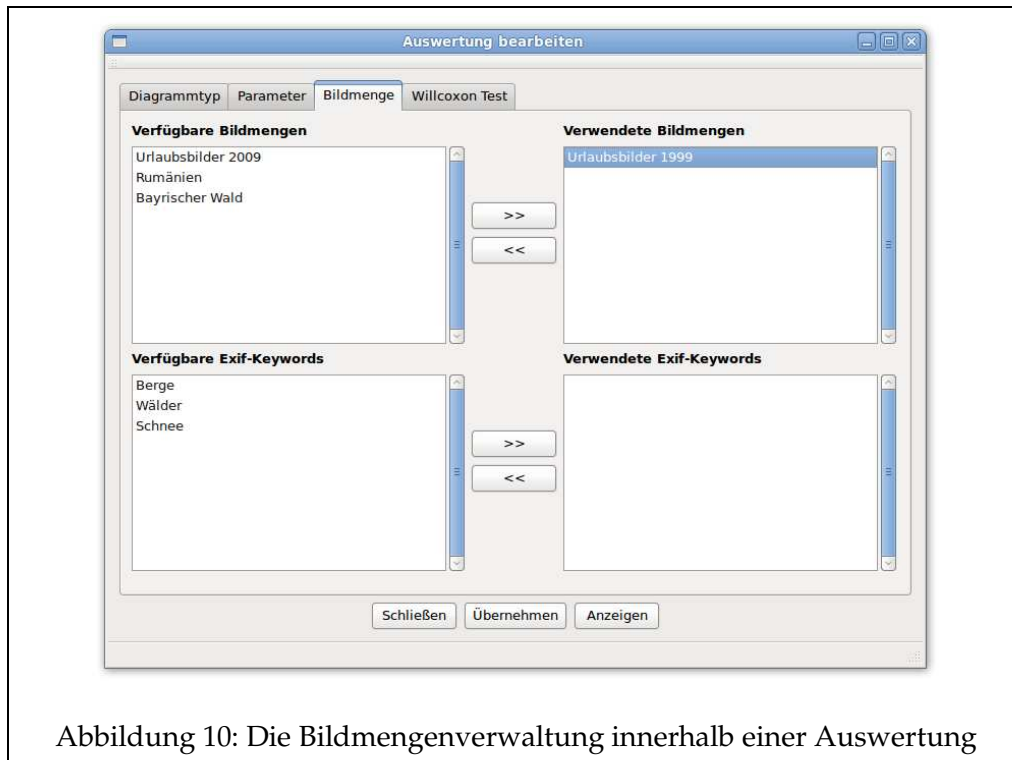 Auswertung bearbeiten
Diagrammtyp Parameter Bildmenge Willcoxon Test
Verfügbare Bildmengen
Urlaubsbilder 2009
Rumänien
Bayrischer Wald
>>
<<
Verwendete Bildmengen
Urlaubsbilder 1999
Verfügbare Exif-Keywords
Berge
Wälder
Schnee
>>
<<
Verwendete Exif-Keywords
Schließen Übernehmen Anzeigen
Abbildung 10: Die Bildmengenverwaltung innerhalb einer Auswertung